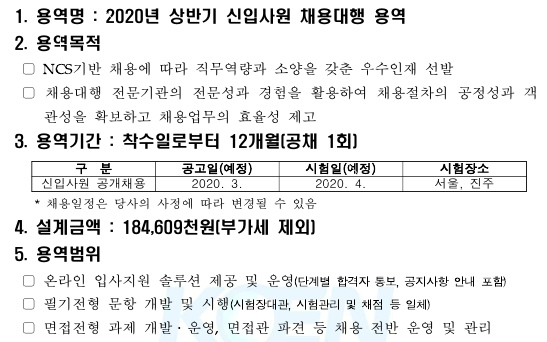 1. 용역명 : 2020년 상반기 신입사원 채용대행 용역
2. 용역목적
□ NCS기반 채용에 따라 직무역량과 소양을 갖춘 우수인재 선발
□ 채용대행 전문기관의 전문성과 경험을 활용하여 채용절차의 공정성과 객
관성을 확보하고 채용업무의 효율성 제고
3. 용역기간 : 착수일로부터 12개월(공채 1회)
구 분 공고일(예정) 시험일(예정) 시험장소
신입사원 공개채용 2020. 3. 2020. 4. 서울, 진주
* 채용일정은 당사의 사정에 따라 변경될 수 있음
4. 설계금액 : 184,609천원(부가세 제외)
5. 용역범위
□ 온라인 입사지원 솔루션 제공 및 운영(단계별 합격자 통보, 공지사항 안내 포함)
□ 필기전형 문항 개발 및 시행(시험장대관, 시험관리 및 채점 등 일체)
□ 면접전형 과제 개발·운영, 면접관 파견 등 채용 전반 운영 및 관리